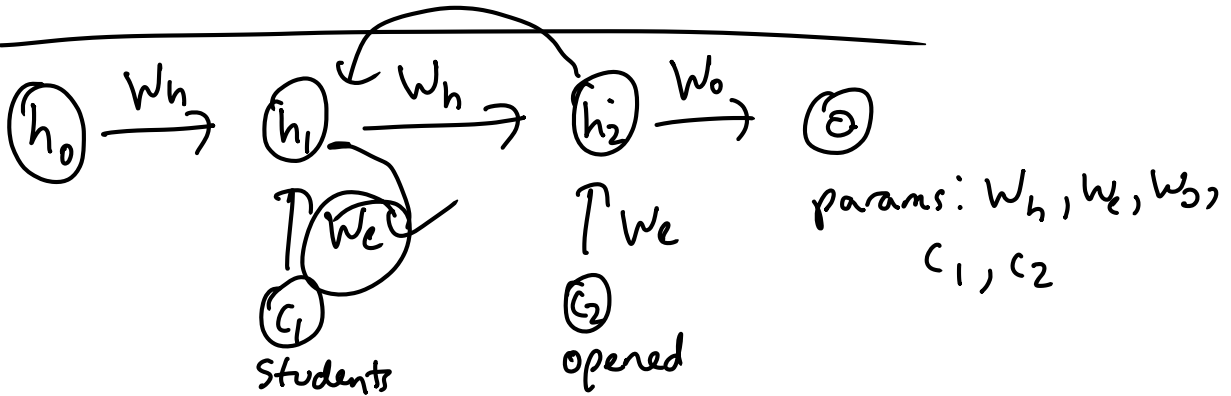 Wh Wh Wo
h0 h1 h2 o
params: Wh, We, Wo,
We We
c1, c2
c1 c2
students opened